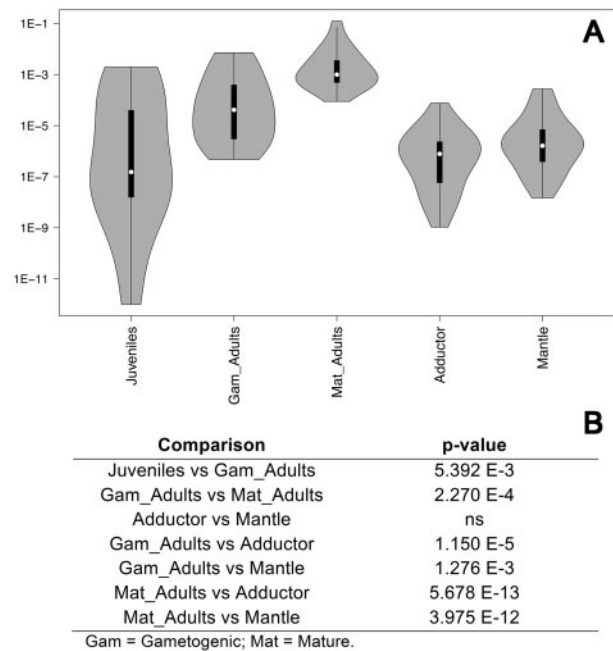 A
1E-1
1E-3
1E-5
1E-7
1E-9
1E-11
Juveniles
Gam_Adults
Mat_Adults
Adductor
Mantle
B
Comparison p-value
Juveniles vs Gam_Adults 5.392 E-3
Gam_Adults vs Mat_Adults 2.270 E-4
Adductor vs Mantle ns
Gam_Adults vs Adductor 1.150 E-5
Gam_Adults vs Mantle 1.276 E-3
Mat_Adults vs Adductor 5.678 E-13
Mat_Adults vs Mantle 3.975 E-12
Gam = Gametogenic; Mat = Mature.